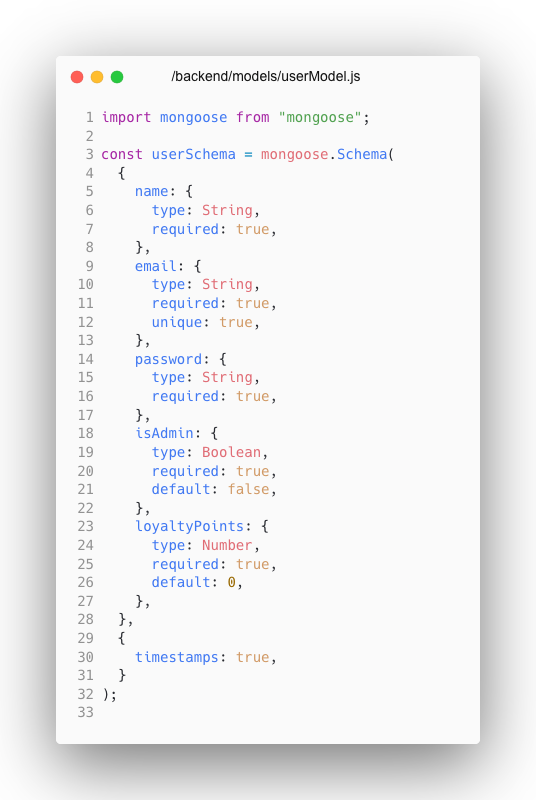 /backend/models/userModel.js
1 import mongoose from "mongoose";
2
3 const userSchema = mongoose.Schema(
4   {
5     name: {
6       type: String,
7       required: true,
8     },
9     email: {
10       type: String,
11       required: true,
12       unique: true,
13     },
14     password: {
15       type: String,
16       required: true,
17     },
18     isAdmin: {
19       type: Boolean,
20       required: true,
21       default: false,
22     },
23     loyaltyPoints: {
24       type: Number,
25       required: true,
26       default: 0,
27     },
28   },
29   {
30     timestamps: true,
31   }
32 );
33